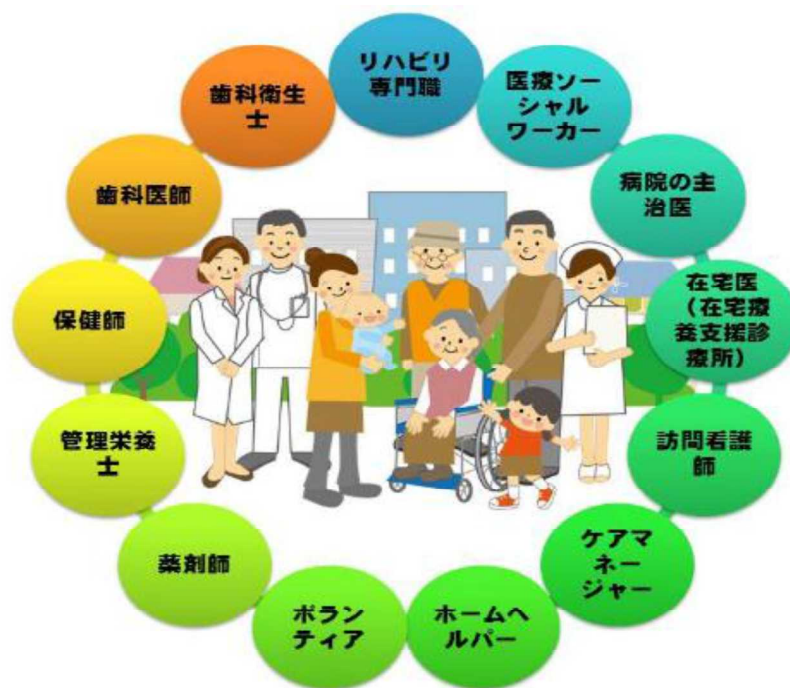 リハビリ
専門職
医療ソー
シャル
ワーカー
病院の主
治医
在宅医
（在宅療
養支援診
療所）
訪問看護
師
ケアマ
ネー
ジャー
ホームヘ
ルパー
ボラン
ティア
薬剤師
管理栄養
士
保健師
歯科医師
歯科衛生
士